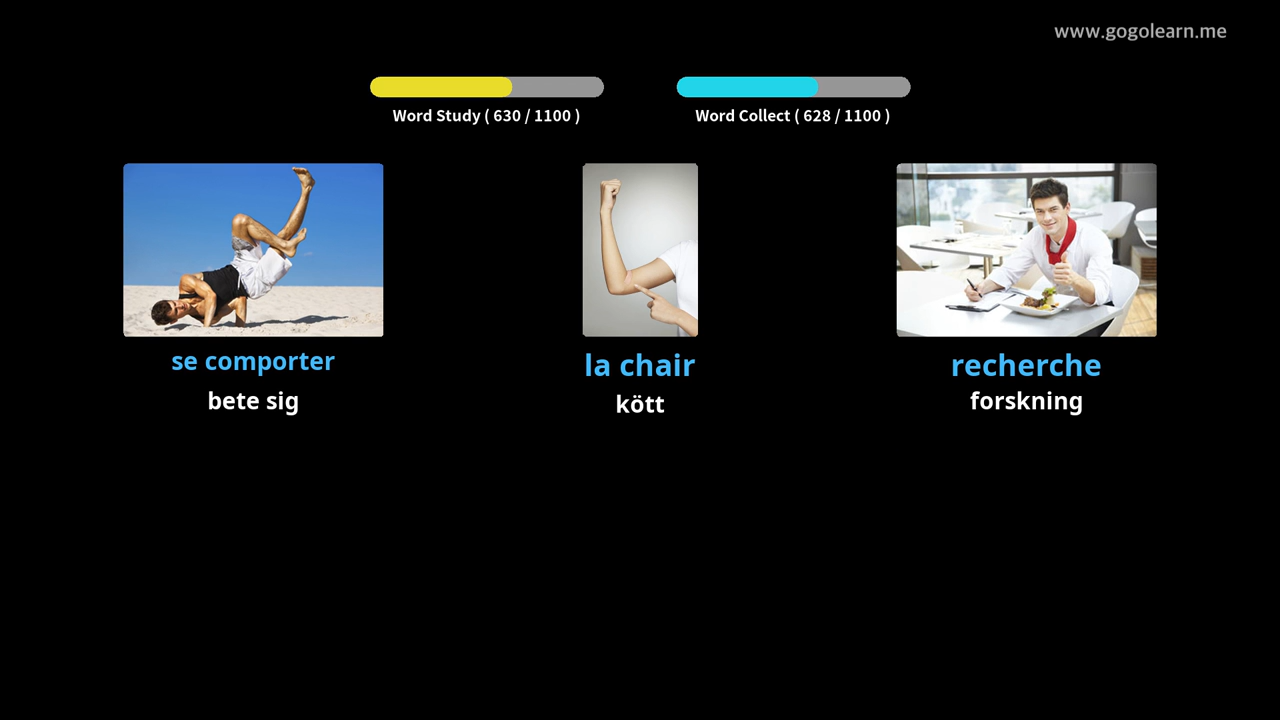 www.gogolearn.me
Word Study ( 630 / 1100 )
Word Collect ( 628 / 1100 )
se comporter
bete sig
la chair
kött
recherche
forskning